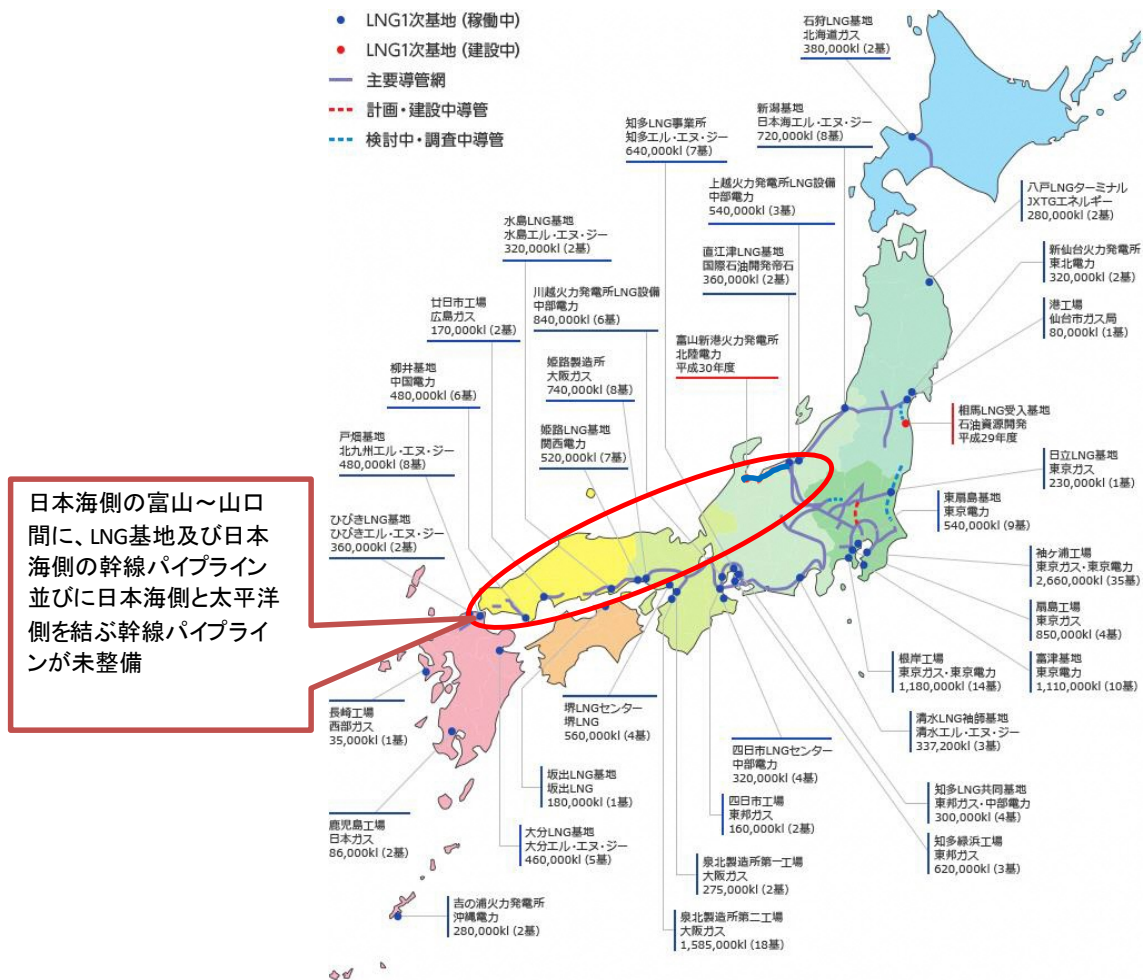 LNG1次基地 (稼働中)
LNG1次基地 (建設中)
主要導管網
計画・建設中導管
検討中・調査中導管
石狩LNG基地
北海道ガス
380,000kl (2基)
新潟基地
日本海エル・エヌ・ジー
720,000kl (8基)
知多LNG事業所
知多エル・エヌ・ジー
640,000kl (7基)
上越火力発電所LNG設備
中部電力
540,000kl (3基)
八戸LNGターミナル
JXTGエネルギー
280,000kl (2基)
水島LNG基地
水島エル・エヌ・ジー
320,000kl (2基)
直江津LNG基地
国際石油開発帝石
360,000kl (2基)
新仙台火力発電所
東北電力
320,000kl (2基)
廿日市工場
広島ガス
170,000kl (2基)
川越火力発電所LNG設備
中部電力
840,000kl (6基)
港工場
仙台市ガス局
80,000kl (1基)
富山新港火力発電所
北陸電力
平成30年度
柳井基地
中国電力
480,000kl (6基)
姫路製造所
大阪ガス
740,000kl (8基)
相馬LNG受入基地
石油資源開発
平成29年度
戸畑基地
北九州エル・エヌ・ジー
480,000kl (8基)
姫路LNG基地
関西電力
520,000kl (7基)
日立LNG基地
東京ガス
230,000kl (1基)
日本海側の富山～山口
間に、LNG基地及び日本
海側の幹線パイプライン
並びに日本海側と太平洋
側を結ぶ幹線パイプライ
ンが未整備
ひびきLNG基地
ひびきエル・エヌ・ジー
360,000kl (2基)
東扇島基地
東京電力
540,000kl (9基)
袖ケ浦工場
東京ガス・東京電力
2,660,000kl (35基)
扇島工場
東京ガス
850,000kl (4基)
根岸工場
東京ガス・東京電力
1,180,000kl (14基)
富津基地
東京電力
1,110,000kl (10基)
長崎工場
西部ガス
35,000kl (1基)
堺LNGセンター
堺LNG
560,000kl (4基)
清水LNG袖師基地
清水エル・エヌ・ジー
337,200kl (3基)
四日市LNGセンター
中部電力
320,000kl (4基)
坂出LNG基地
坂出LNG
180,000kl (1基)
知多LNG共同基地
東邦ガス・中部電力
300,000kl (4基)
四日市工場
東邦ガス
160,000kl (2基)
鹿児島工場
日本ガス
86,000kl (2基)
大分LNG基地
大分エル・エヌ・ジー
460,000kl (5基)
知多緑浜工場
東邦ガス
620,000kl (3基)
泉北製造所第一工場
大阪ガス
275,000kl (2基)
吉の浦火力発電所
沖縄電力
280,000kl (2基)
泉北製造所第二工場
大阪ガス
1,585,000kl (18基)